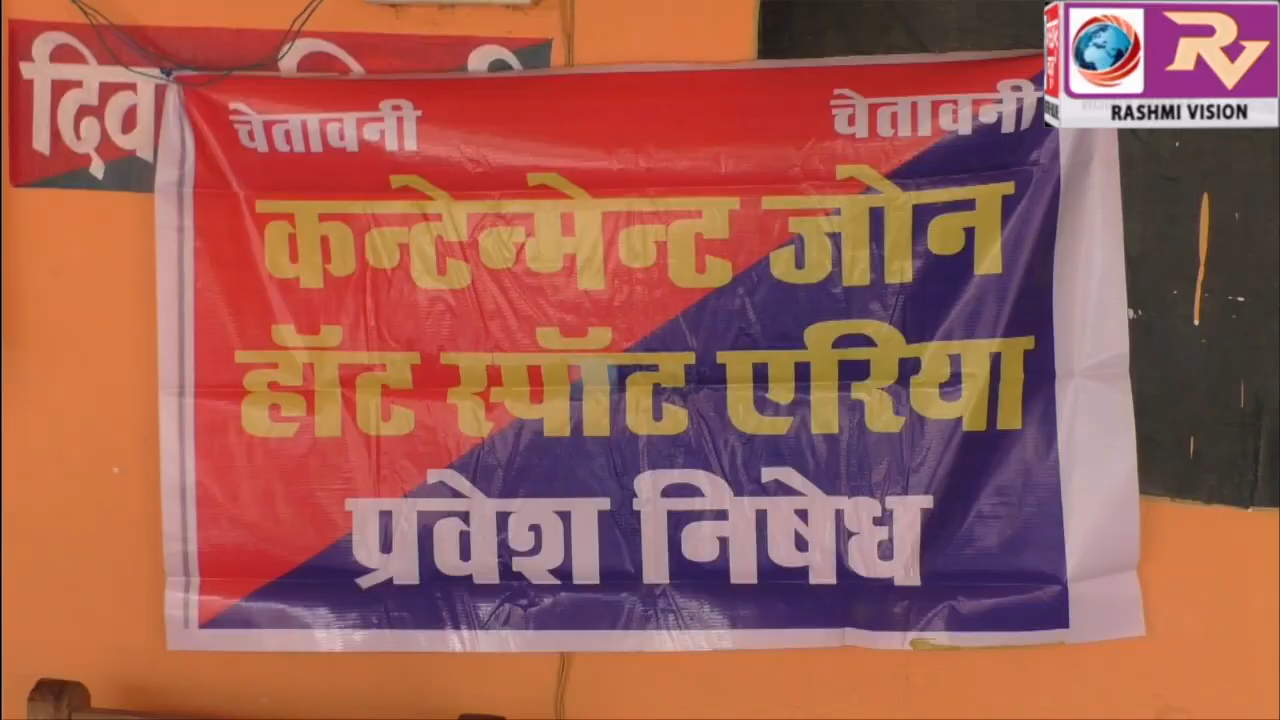 चेतावनी चेतावनी
कन्टेन्मेन्ट जोन
हॉट स्पॉट एरिया
प्रवेश निषेध
RV
RASHMI VISION